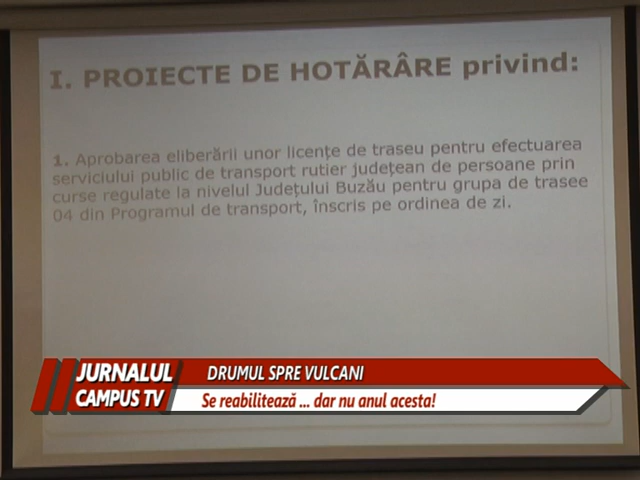 I. PROIECTE DE HOTĂRÂRE privind:
1. Aprobarea eliberării unor licențe de traseu pentru efectuarea
serviciului public de transport rutier județean de persoane prin
curse regulate la nivelul Județului Buzău pentru grupa de trasee
04 din Programul de transport, înscris pe ordinea de zi.
JURNALUL
CAMPUS TV
DRUMUL SPRE VULCANI
Se reabilitează ... dar nu anul acesta!